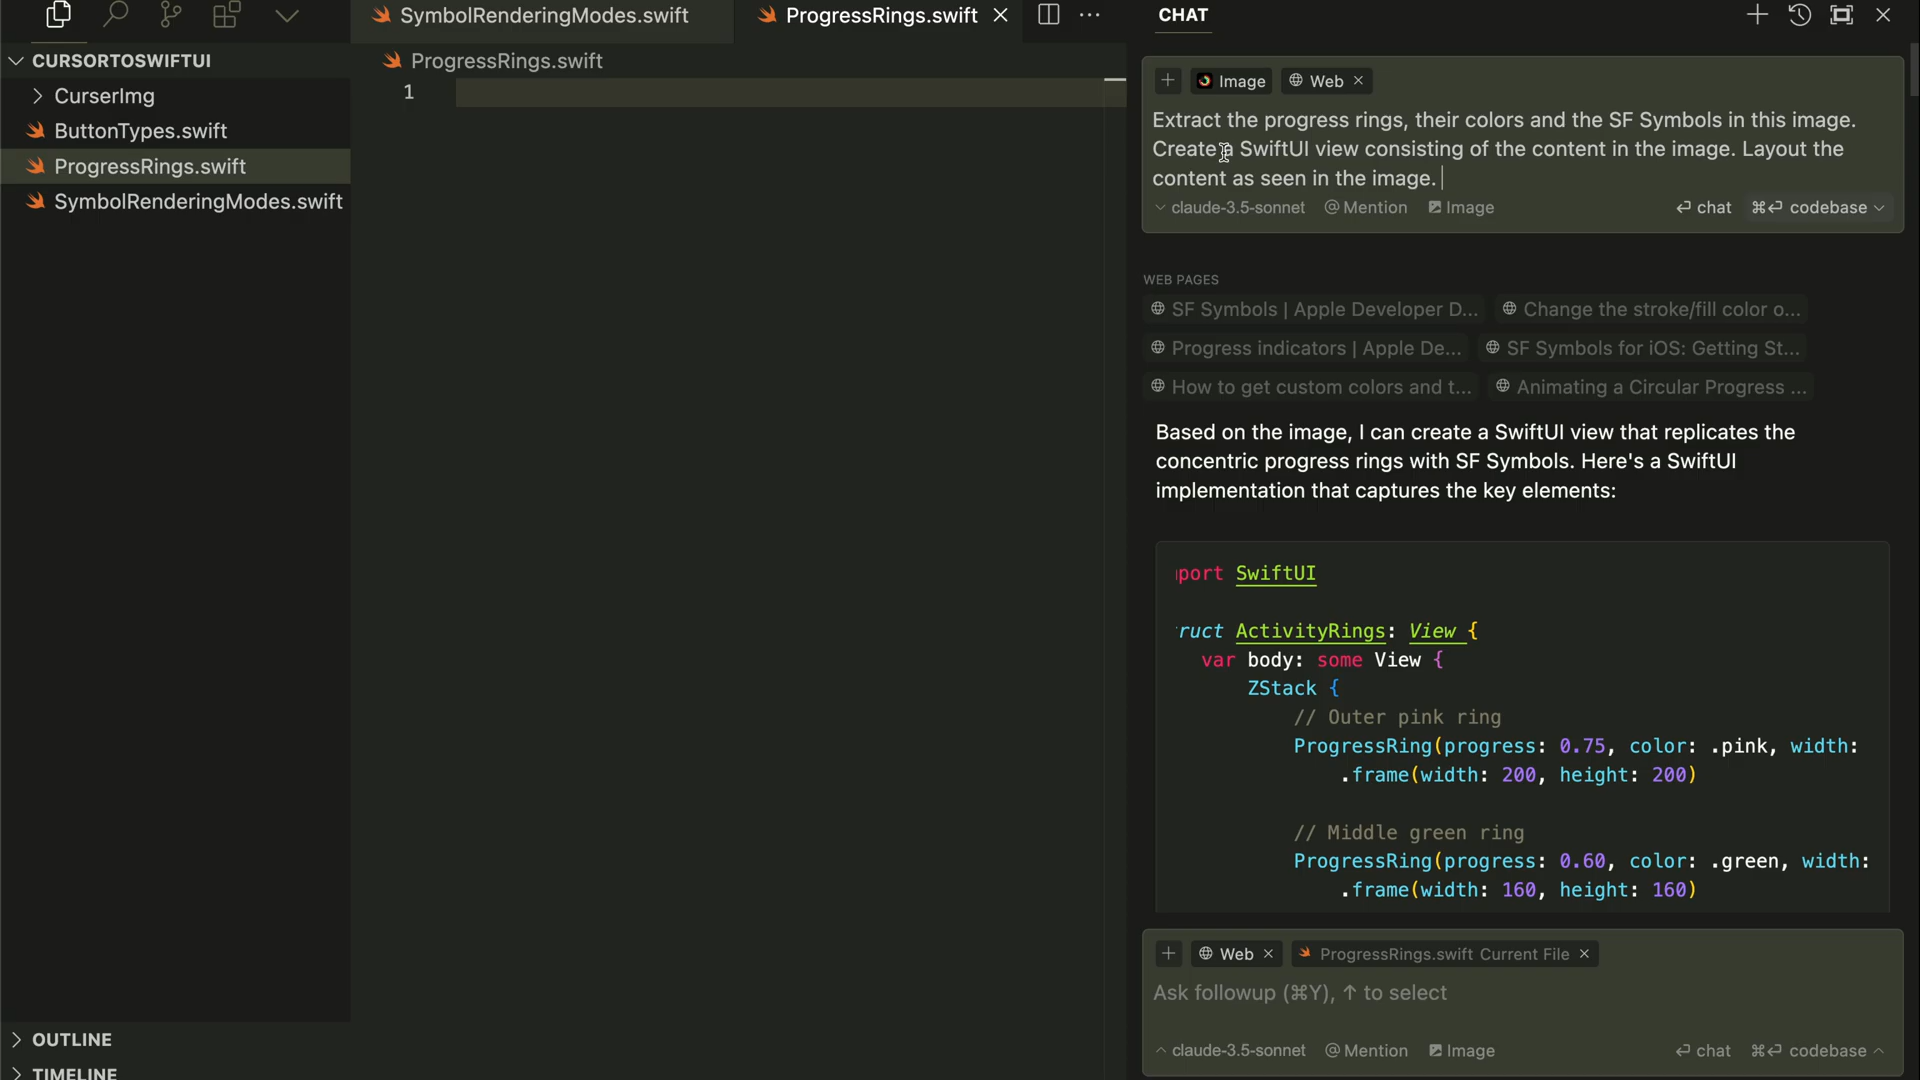 SymbolRenderingModes.swift
ProgressRings.swift
CHAT
CURSORTOSWIFTUI
CurserImg
ButtonTypes.swift
ProgressRings.swift
SymbolRenderingModes.swift
OUTLINE
TIMELINE
ProgressRings.swift
1
Image Web
Extract the progress rings, their colors and the SF Symbols in this image.
Create a SwiftUI view consisting of the content in the image. Layout the
content as seen in the image.
claude-3.5-sonnet @Mention Image chat ⌘⏎ codebase
WEB PAGES
SF Symbols | Apple Developer D... Change the stroke/fill color o...
Progress indicators | Apple De... SF Symbols for iOS: Getting St...
How to get custom colors and t... Animating a Circular Progress ...
Based on the image, I can create a SwiftUI view that replicates the
concentric progress rings with SF Symbols. Here's a SwiftUI
implementation that captures the key elements:
port SwiftUI
ruct ActivityRings: View {
var body: some View {
ZStack {
// Outer pink ring
ProgressRing(progress: 0.75, color: .pink, width:
.frame(width: 200, height: 200)
// Middle green ring
ProgressRing(progress: 0.60, color: .green, width:
.frame(width: 160, height: 160)
Web ProgressRings.swift Current File
Ask followup (⌘Y), ↑ to select
claude-3.5-sonnet @Mention Image chat ⌘⏎ codebase